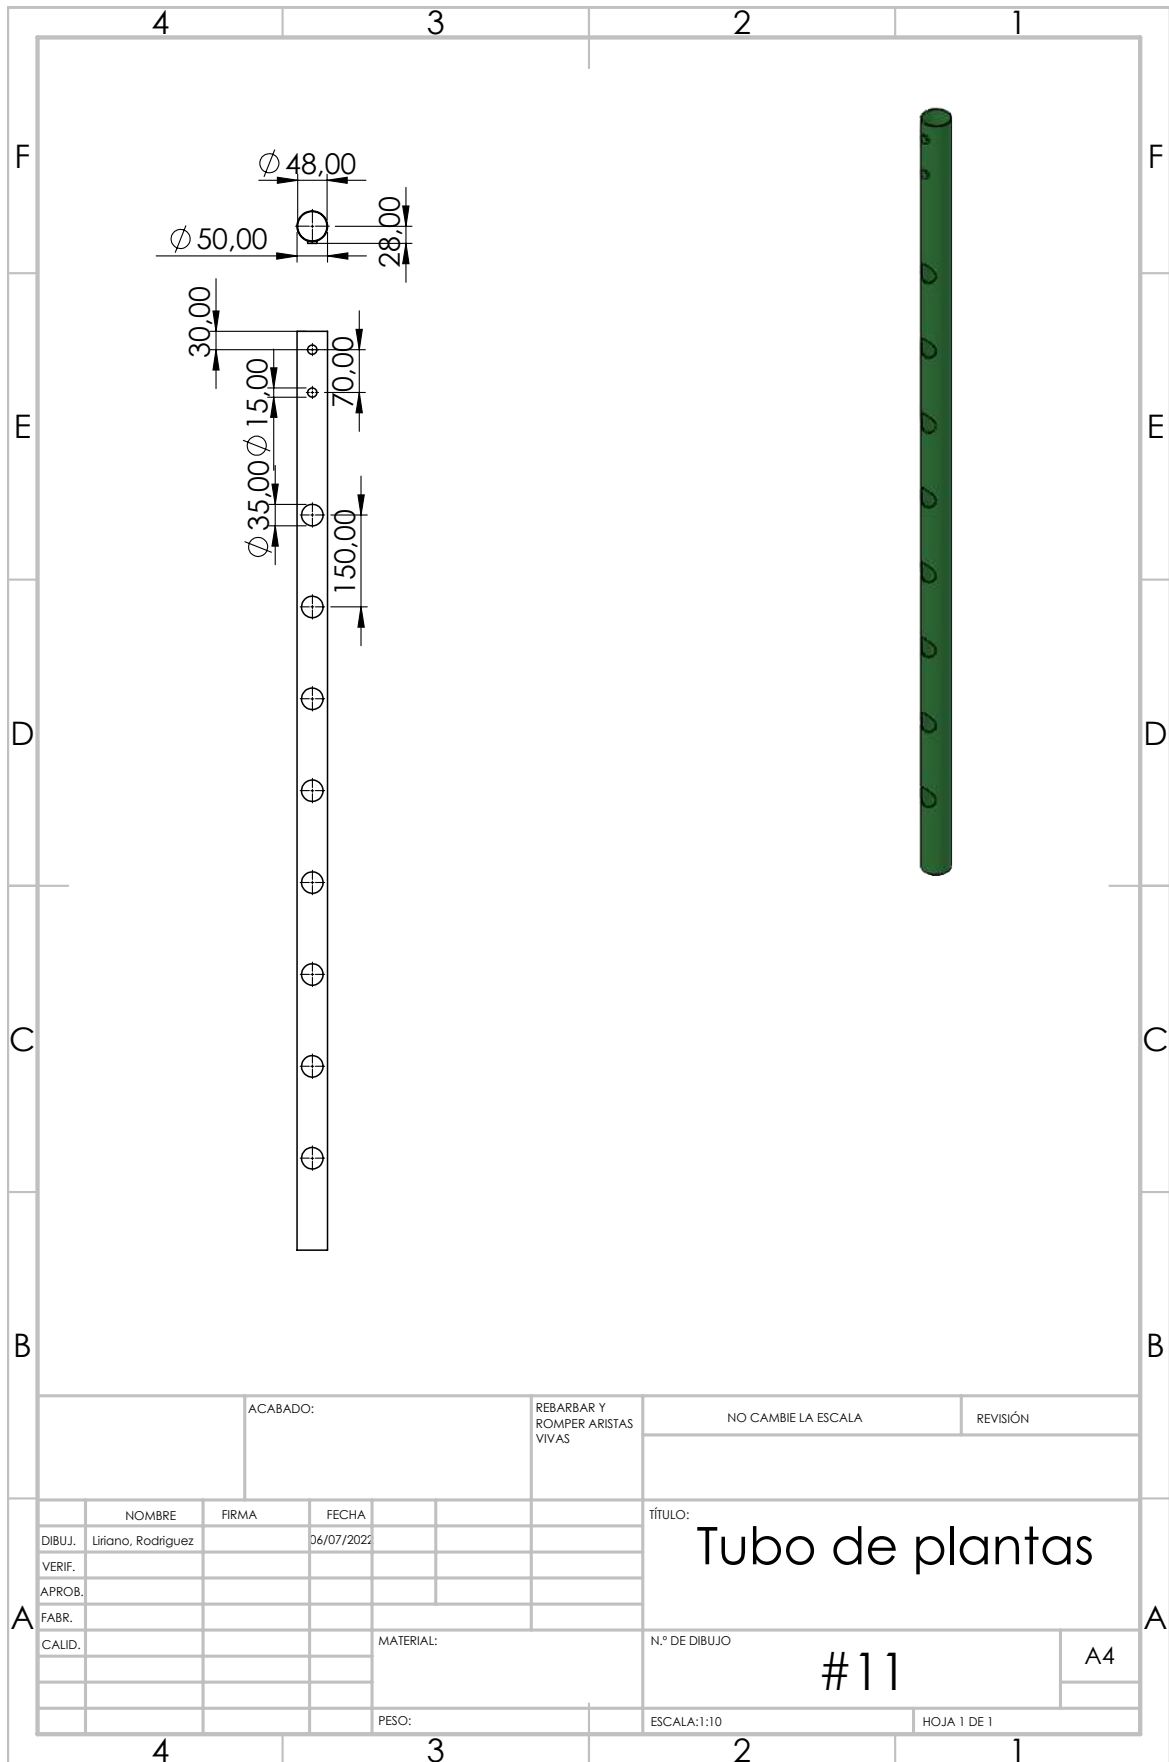 4 3 2 1
F F
E E
D D
C C
B B
A A
⌀ 48,00
28,00
⌀ 50,00
30,00
70,00
⌀ 15,00
⌀ 35,00
150,00
ACABADO:
REBARBAR Y
ROMPER ARISTAS
VIVAS
NO CAMBIE LA ESCALA
REVISIÓN
NOMBRE FIRMA FECHA
DIBUJ. Liriano, Rodriguez 06/07/2022
VERIF.
APROB.
FABR.
CALID.
TÍTULO:
Tubo de plantas
MATERIAL:
N.º DE DIBUJO
#11
A4
PESO:
ESCALA:1:10
HOJA 1 DE 1
4 3 2 1